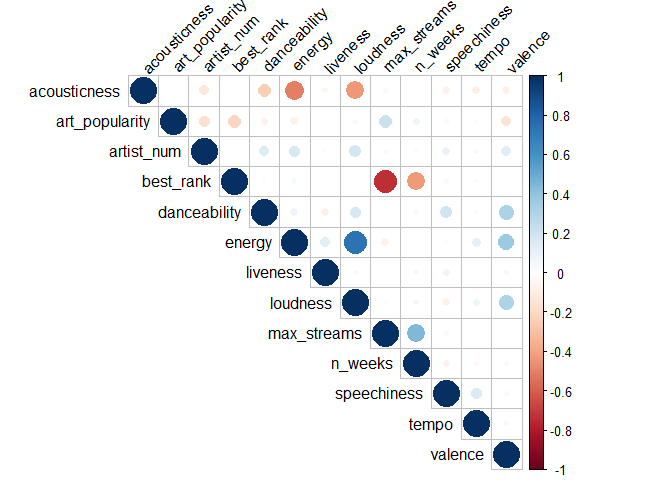 acousticness
art_popularity
artist_num
best_rank
danceability
energy
liveness
loudness
max_streams
n_weeks
speechiness
tempo
valence
acousticness
art_popularity
artist_num
best_rank
danceability
energy
liveness
loudness
max_streams
n_weeks
speechiness
tempo
valence
1
0.8
0.6
0.4
0.2
0
-0.2
-0.4
-0.6
-0.8
-1